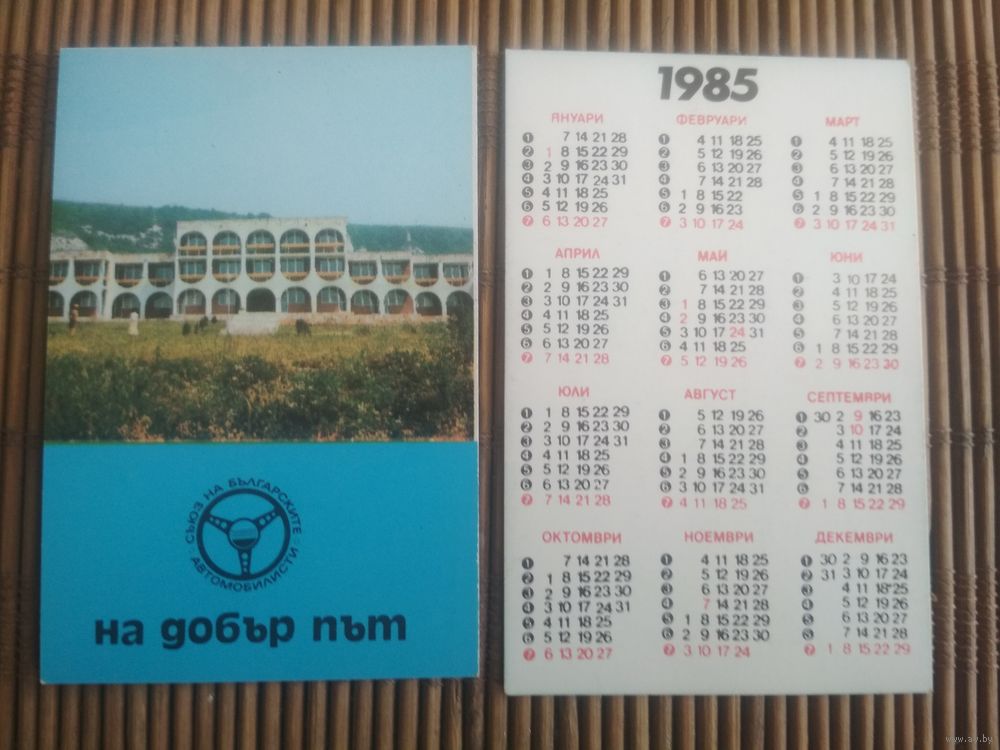 СЪЮЗ НА БЪЛГАРСКИТЕ
АВТОМОБИЛИСТИ
на добър път
1985
ЯНУАРИ
1 7 14 21 28
2 1 8 15 22 29
3 2 9 16 23 30
4 3 10 17 24 31
5 4 11 18 25
6 5 12 19 26
7 6 13 20 27
ФЕВРУАРИ
1 4 11 18 25
2 5 12 19 26
3 6 13 20 27
4 7 14 21 28
5 1 8 15 22
6 2 9 16 23
7 3 10 17 24
МАРТ
1 4 11 18 25
2 5 12 19 26
3 6 13 20 27
4 7 14 21 28
5 1 8 15 22 29
6 2 9 16 23 30
7 3 10 17 24 31
АПРИЛ
1 1 8 15 22 29
2 2 9 16 23 30
3 3 10 17 24
4 4 11 18 25
5 5 12 19 26
6 6 13 20 27
7 7 14 21 28
МАЙ
1 6 13 20 27
2 7 14 21 28
3 1 8 15 22 29
4 2 9 16 23 30
5 3 10 17 24 31
6 4 11 18 25
7 5 12 19 26
ЮНИ
1 3 10 17 24
2 4 11 18 25
3 5 12 19 26
4 6 13 20 27
5 7 14 21 28
6 1 8 15 22 29
7 2 9 16 23 30
ЮЛИ
1 1 8 15 22 29
2 2 9 16 23 30
3 3 10 17 24 31
4 4 11 18 25
5 5 12 19 26
6 6 13 20 27
7 7 14 21 28
АВГУСТ
1 5 12 19 26
2 6 13 20 27
3 7 14 21 28
4 1 8 15 22 29
5 2 9 16 23 30
6 3 10 17 24 31
7 4 11 18 25
СЕПТЕМВРИ
1 30 2 9 16 23
2 3 10 17 24
3 4 11 18 25
4 5 12 19 26
5 6 13 20 27
6 7 14 21 28
7 1 8 15 22 29
ОКТОМВРИ
1 7 14 21 28
2 1 8 15 22 29
3 2 9 16 23 30
4 3 10 17 24 31
5 4 11 18 25
6 5 12 19 26
7 6 13 20 27
НОЕМВРИ
1 4 11 18 25
2 5 12 19 26
3 6 13 20 27
4 7 14 21 28
5 1 8 15 22 29
6 2 9 16 23 30
7 3 10 17 24
ДЕКЕМВРИ
1 30 2 9 16 23
2 31 3 10 17 24
3 4 11 18 25
4 5 12 19 26
5 6 13 20 27
6 7 14 21 28
7 1 8 15 22 29
www.ay.by